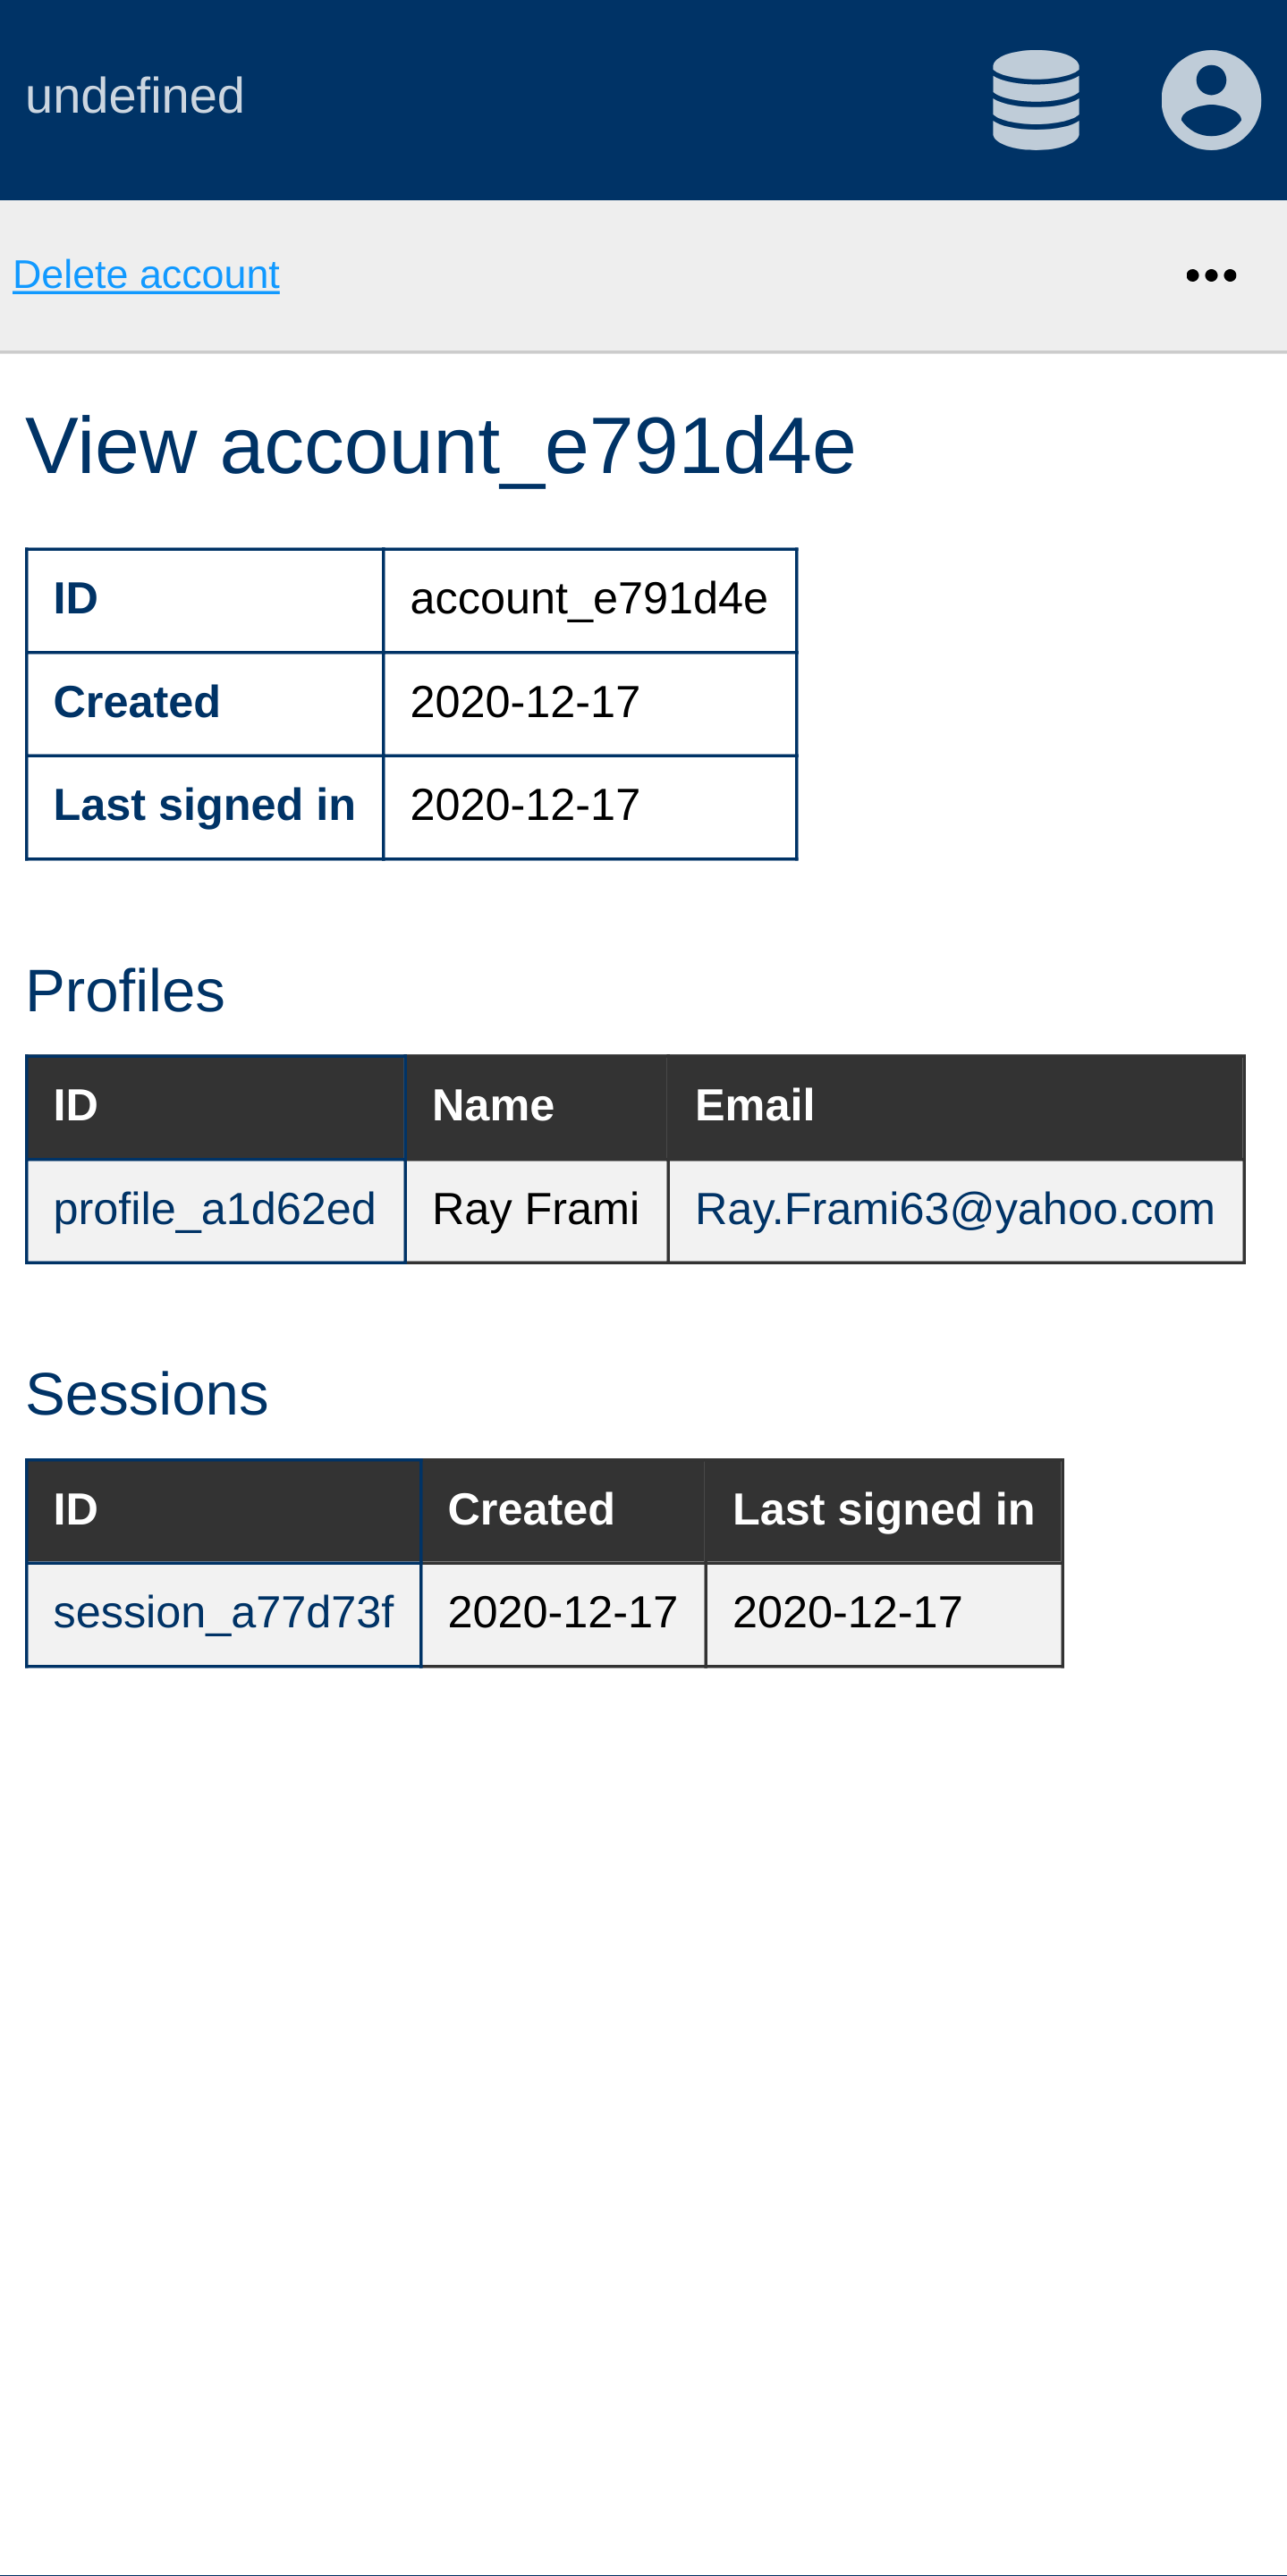 undefined
Delete account
View account_e791d4e
ID account_e791d4e
Created 2020-12-17
Last signed in 2020-12-17
Profiles
ID Name Email
profile_a1d62ed Ray Frami Ray.Frami63@yahoo.com
Sessions
ID Created Last signed in
session_a77d73f 2020-12-17 2020-12-17